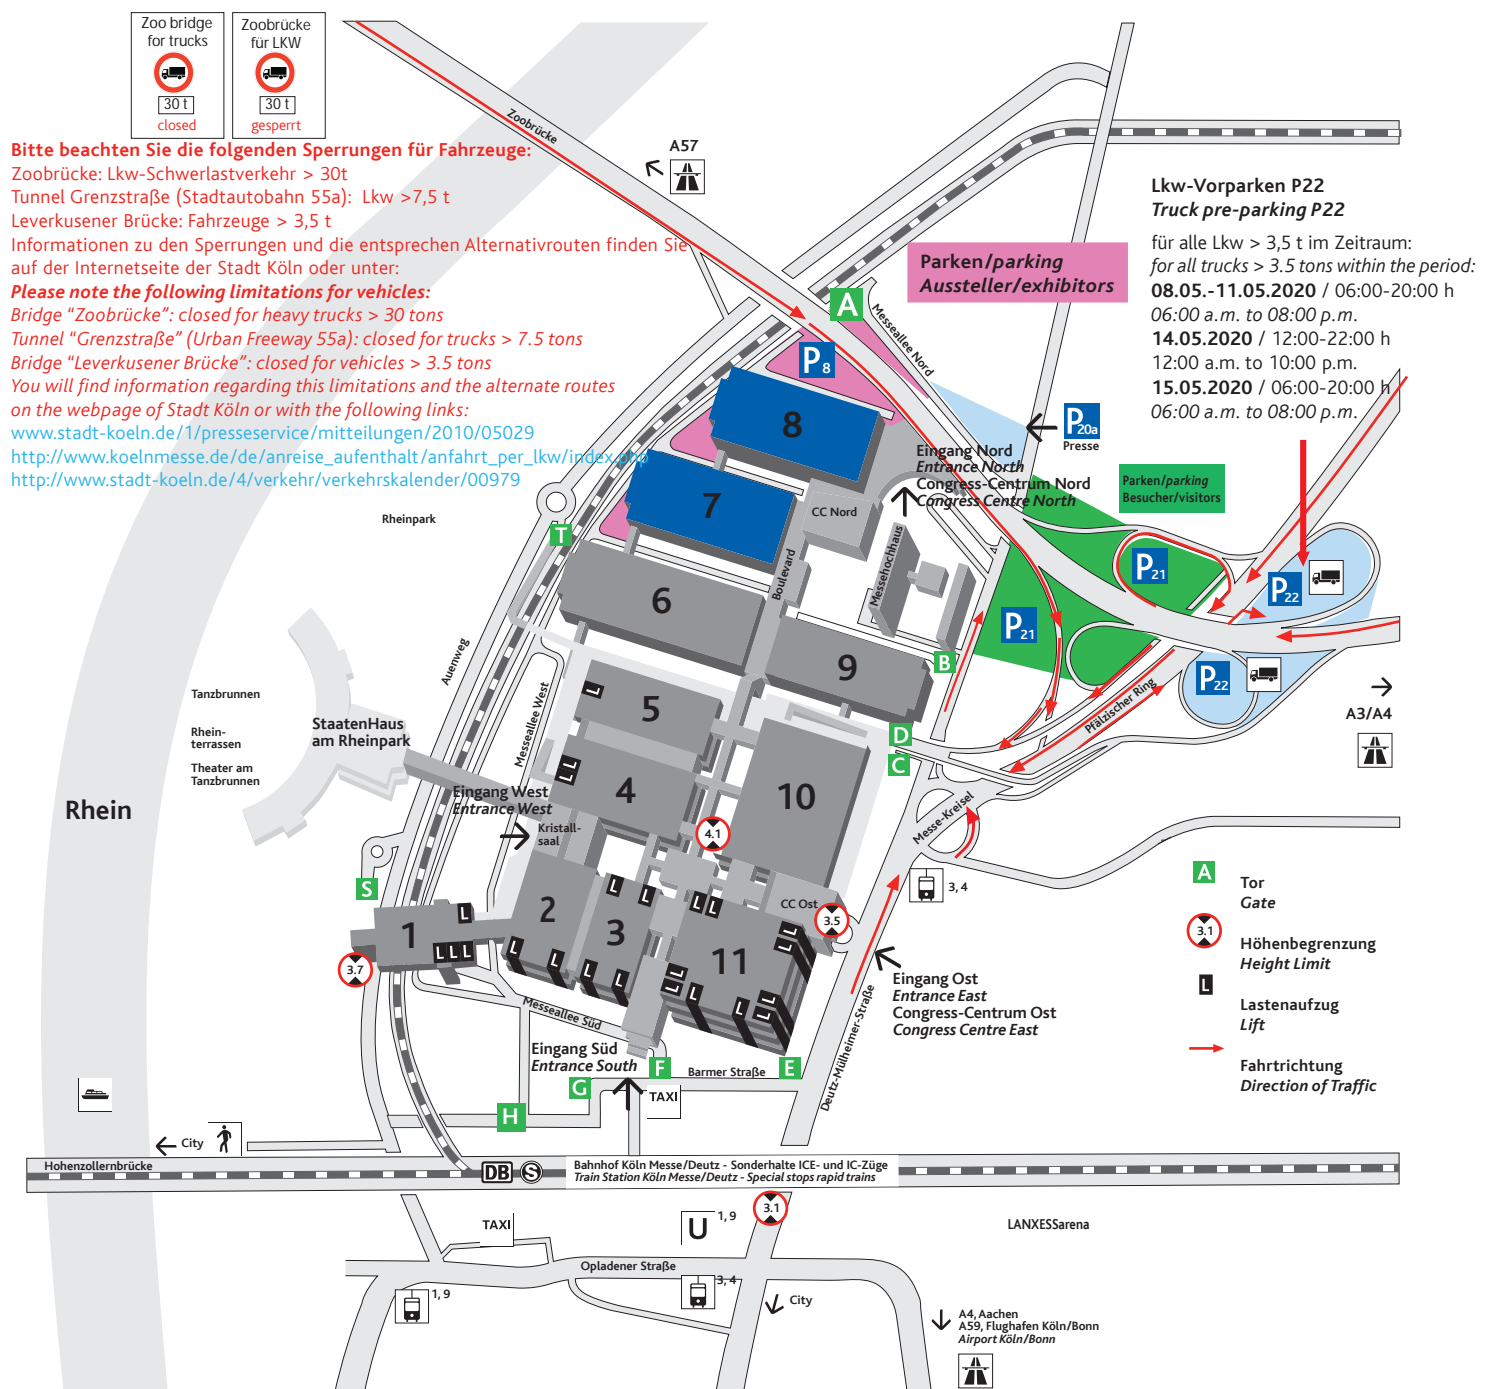 Zoo bridge
for trucks
30 t
closed
Zoobrücke
für LKW
30 t
gesperrt
Bitte beachten Sie die folgenden Sperrungen für Fahrzeuge:
Zoobrücke: Lkw-Schwerlastverkehr > 30t
Tunnel Grenzstraße (Stadtautobahn 55a): Lkw >7,5 t
Leverkusener Brücke: Fahrzeuge > 3,5 t
Informationen zu den Sperrungen und die entsprechen Alternativrouten finden Sie
auf der Internetseite der Stadt Köln oder unter:
Please note the following limitations for vehicles:
Bridge “Zoobrücke”: closed for heavy trucks > 30 tons
Tunnel “Grenzstraße” (Urban Freeway 55a): closed for trucks > 7.5 tons
Bridge “Leverkusener Brücke”: closed for vehicles > 3.5 tons
You will find information regarding this limitations and the alternate routes
on the webpage of Stadt Köln or with the following links:
www.stadt-koeln.de/1/presseservice/mitteilungen/2010/05029
http://www.koelnmesse.de/de/anreise_aufenthalt/anfahrt_per_lkw/index.php
http://www.stadt-koeln.de/4/verkehr/verkehrskalender/00979
Zoobrücke
A57
Lkw-Vorparken P22
Truck pre-parking P22
für alle Lkw > 3,5 t im Zeitraum:
for all trucks > 3.5 tons within the period:
08.05.-11.05.2020 / 06:00-20:00 h
06:00 a.m. to 08:00 p.m.
14.05.2020 / 12:00-22:00 h
12:00 a.m. to 10:00 p.m.
15.05.2020 / 06:00-20:00 h
06:00 a.m. to 08:00 p.m.
Parken/parking
Aussteller/exhibitors
A
Messeallee Nord
P8
8
P20a
Presse
Eingang Nord
Entrance North
Congress-Centrum Nord
Congress Centre North
Parken/parking
Besucher/visitors
7
CC Nord
Rheinpark
T
Boulevard
Messehochhaus
P21
P22
6
P21
9
B
P22
Auenweg
Messeallee West
L
5
Pfälzischer Ring
A3/A4
Tanzbrunnen
Rhein-
terrassen
Theater am
Tanzbrunnen
StaatenHaus
am Rheinpark
D
C
L
L
4
10
Rhein
Eingang West
Entrance West
Kristall-
saal
4.1
Messe-Kreisel
S
3, 4
A
Tor
Gate
3.1
Höhenbegrenzung
Height Limit
L
Lastenaufzug
Lift
Fahrtrichtung
Direction of Traffic
1
L
L
L
L
2
L
L
3
L
L
L
L
CC Ost
3.5
11
L
L
L
L
L
L
L
L
L
L
L
3.7
Eingang Ost
Entrance East
Congress-Centrum Ost
Congress Centre East
Messeallee Süd
Deutz-Mülheimer-Straße
Eingang Süd
Entrance South
F
Barmer Straße
E
G
TAXI
H
City
Hohenzollernbrücke
DB
S
Bahnhof Köln Messe/Deutz - Sonderhalte ICE- und IC-Züge
Train Station Köln Messe/Deutz - Special stops rapid trains
3.1
TAXI
U
1, 9
LANXESSarena
Opladener Straße
1, 9
3, 4
City
A4, Aachen
A59, Flughafen Köln/Bonn
Airport Köln/Bonn